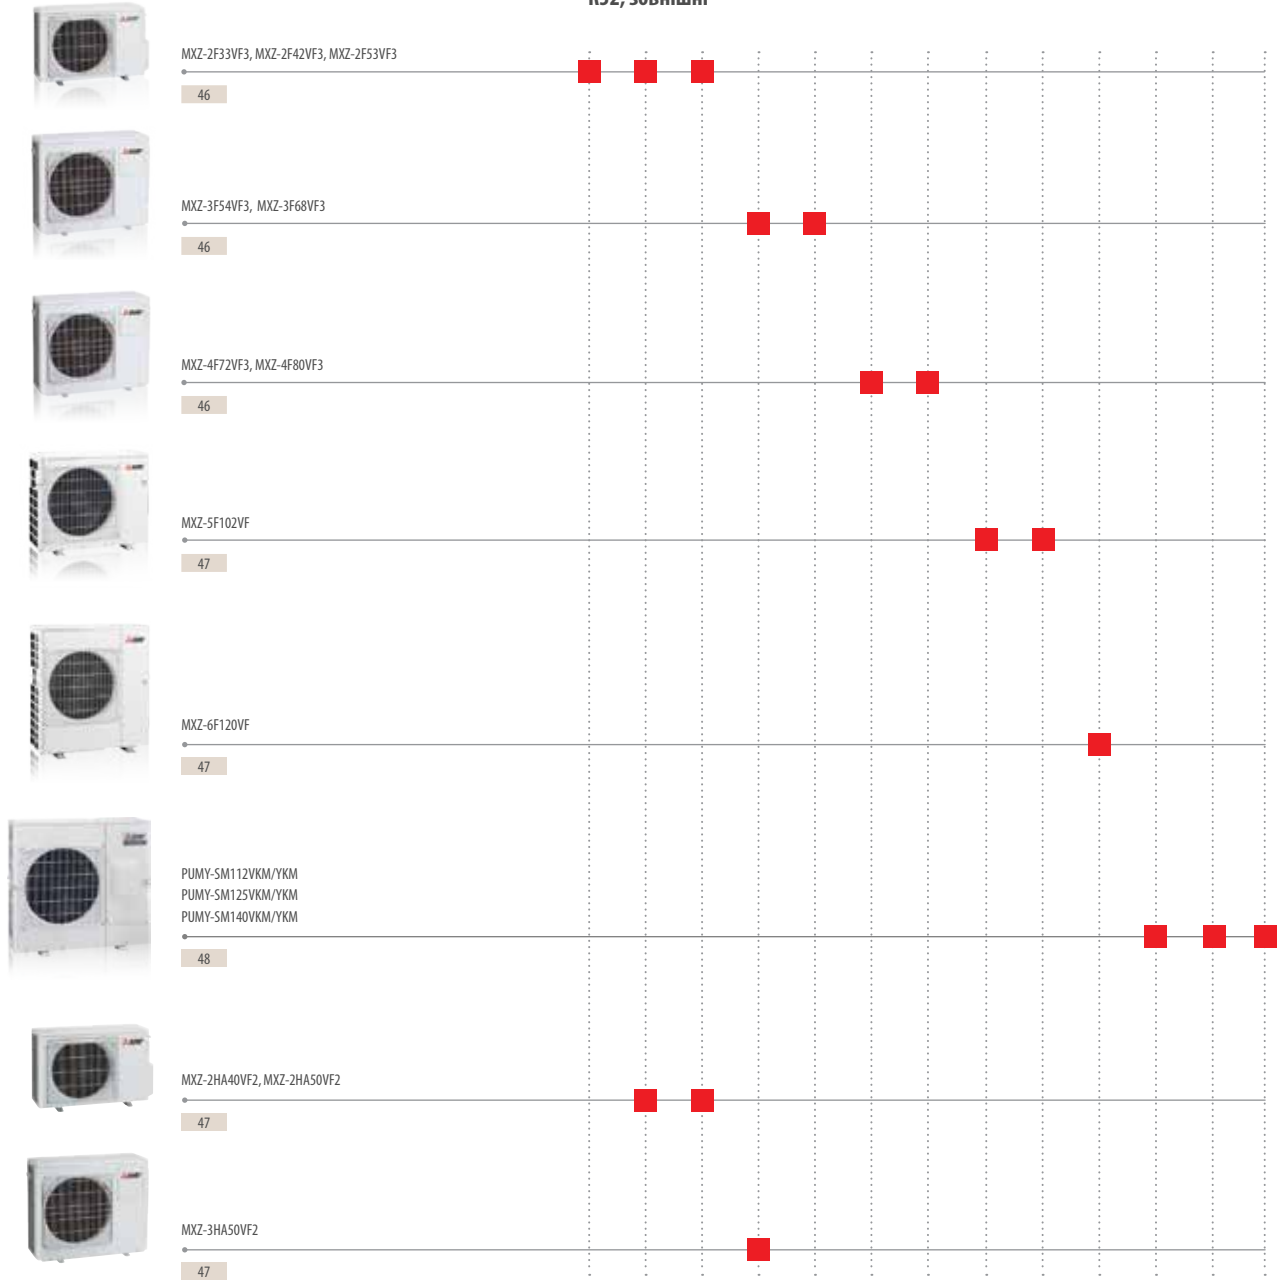 MXZ-2F33VF3, MXZ-2F42VF3, MXZ-2F53VF3
46
MXZ-3F54VF3, MXZ-3F68VF3
46
MXZ-4F72VF3, MXZ-4F80VF3
46
MXZ-5F102VF
47
MXZ-6F120VF
47
PUMY-SM112VKM/YKM
PUMY-SM125VKM/YKM
PUMY-SM140VKM/YKM
48
MXZ-2HA40VF2, MXZ-2HA50VF2
47
MXZ-3HA50VF2
47